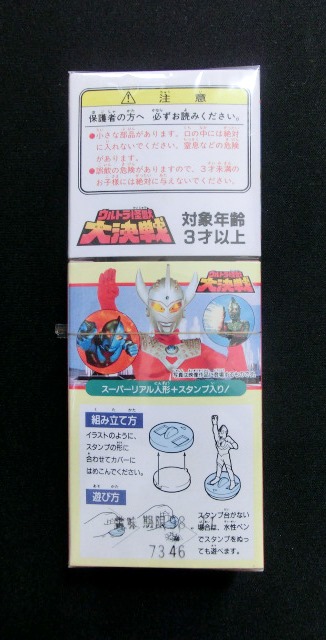 ⚠ 注意
保護者の方へ 必ずお読みください。
●小さな部品があります。口の中には絶対
に入れないでください。窒息などの危険
があります。
●誤飲の危険がありますので、3才未満の
お子様には絶対に与えないでください。
ウルトラ怪獣
大決戦
対象年齢
3才以上
ウルトラ怪獣
大決戦
スーパーリアル人形+スタンプ入り!
組み立て方
イラストのように、
スタンプの形に
合わせてカバーに
はめこんでください。
遊び方
スタンプ台がない
場合は、水性ペン
でスタンプをぬっ
ても遊べます。
期限98.
7346